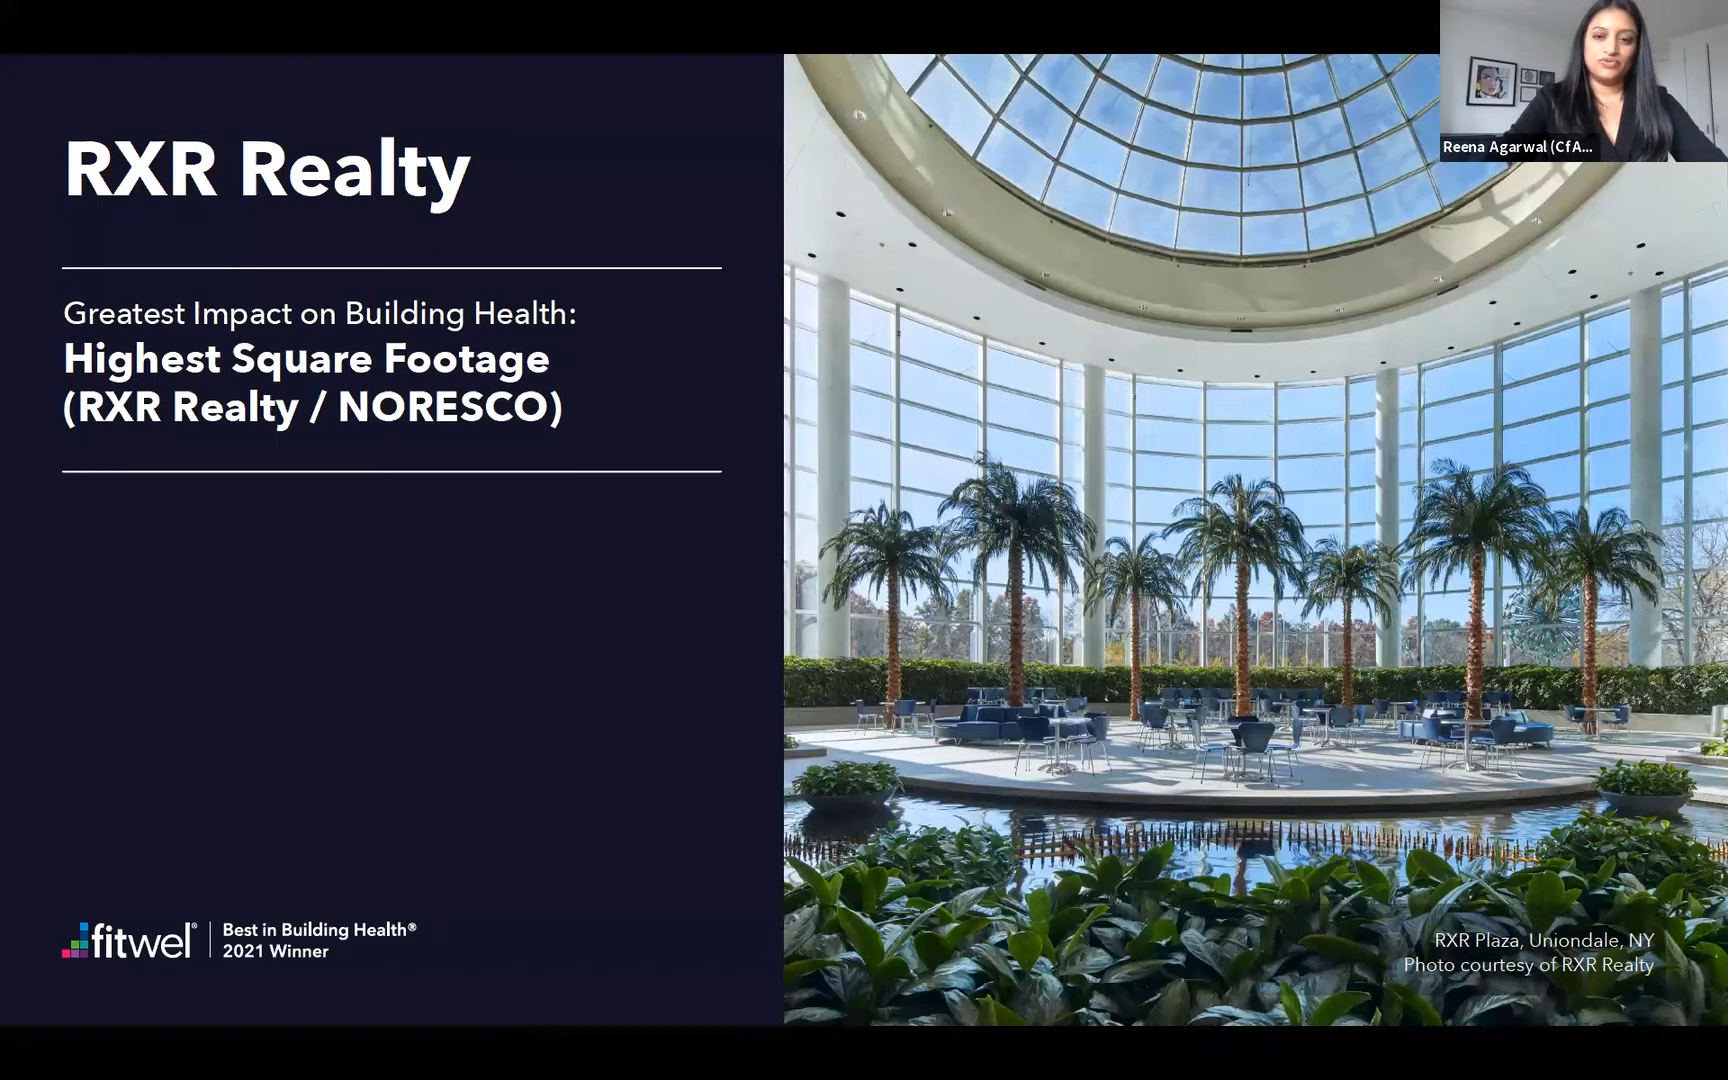 RXR Realty
Greatest Impact on Building Health:
Highest Square Footage
(RXR Realty / NORESCO)
fitwel®
Best in Building Health®
2021 Winner
Reena Agarwal (CfA...
RXR Plaza, Uniondale, NY
Photo courtesy of RXR Realty